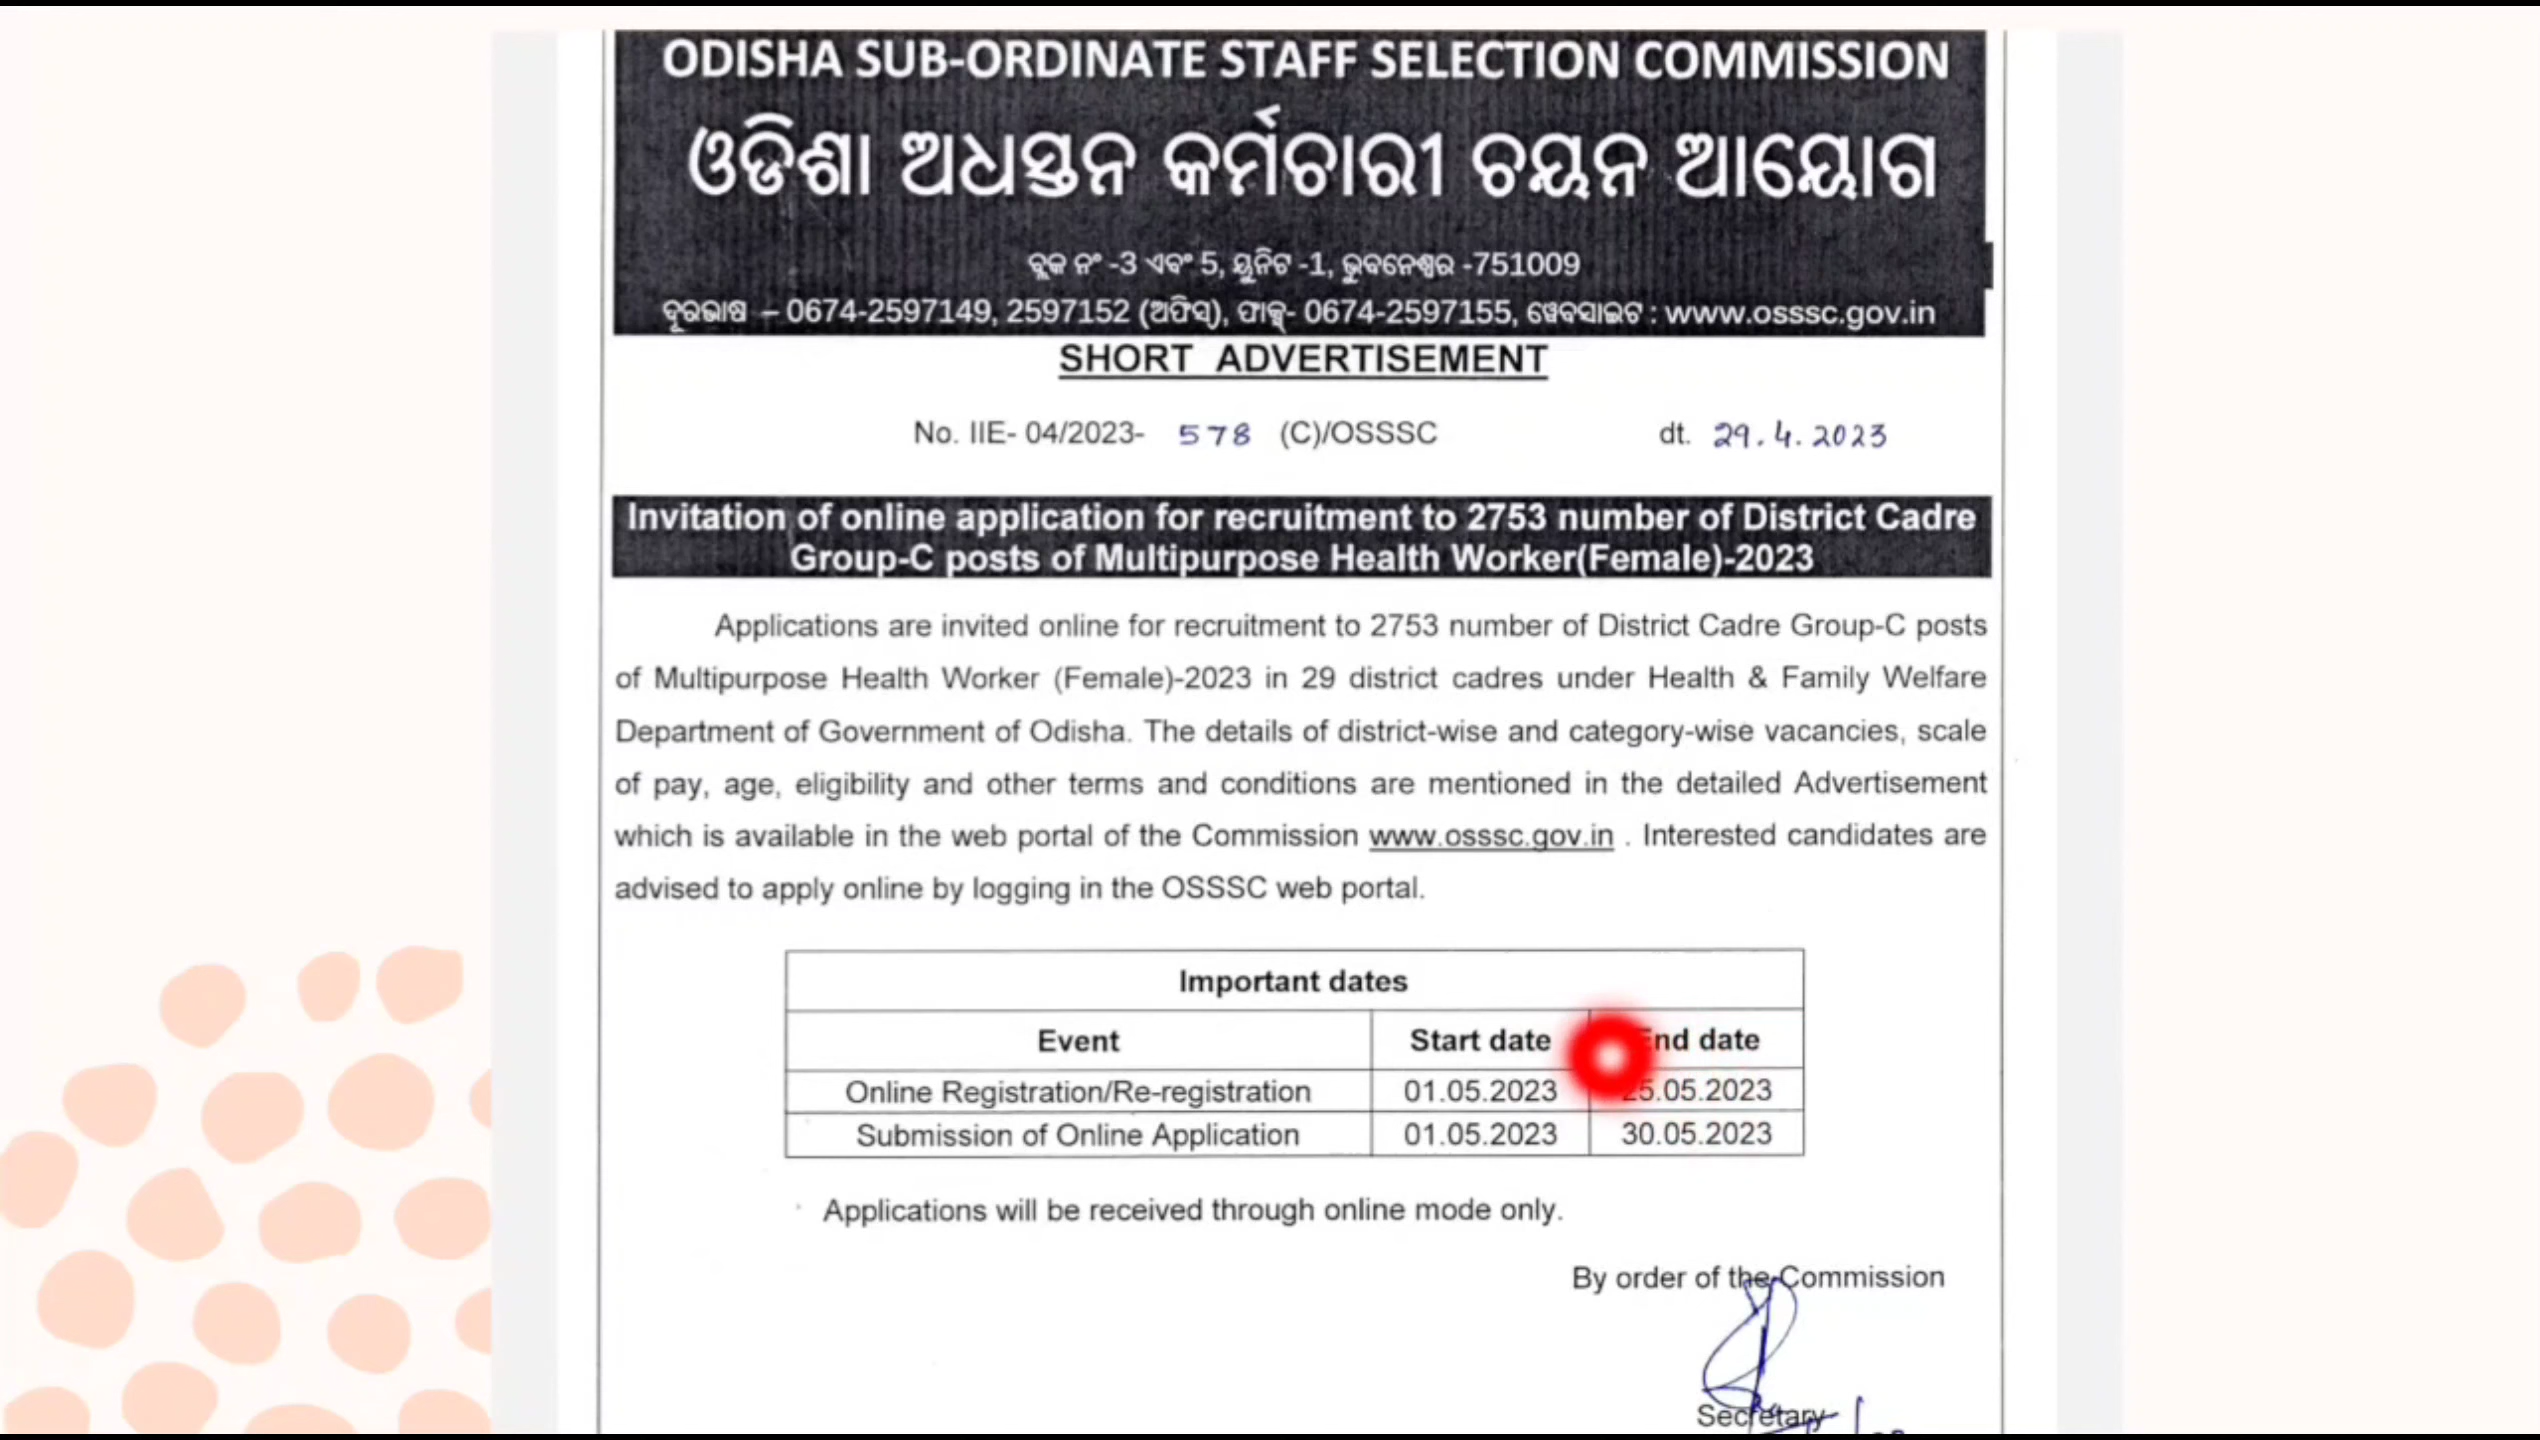 ODISHA SUB-ORDINATE STAFF SELECTION COMMISSION
ଓଡିଶା ଅଧସ୍ତନ କର୍ମଚାରୀ ଚୟନ ଆୟୋଗ
ବ୍ଲକ ନଂ -3 ଏବଂ 5, ୟୁନିଟ -1, ଭୁବନେଶ୍ୱର -751009
ଦୂରଭାଷ – 0674-2597149, 2597152 (ଅଫିସ୍), ଫାକ୍ସ- 0674-2597155, ୱେବସାଇଟ : www.osssc.gov.in
SHORT ADVERTISEMENT
No. IIE- 04/2023- 578 (C)/OSSSC dt. 29.4.2023
Invitation of online application for recruitment to 2753 number of District Cadre
Group-C posts of Multipurpose Health Worker(Female)-2023
Applications are invited online for recruitment to 2753 number of District Cadre Group-C posts
of Multipurpose Health Worker (Female)-2023 in 29 district cadres under Health & Family Welfare
Department of Government of Odisha. The details of district-wise and category-wise vacancies, scale
of pay, age, eligibility and other terms and conditions are mentioned in the detailed Advertisement
which is available in the web portal of the Commission www.osssc.gov.in . Interested candidates are
advised to apply online by logging in the OSSSC web portal.
Important dates
Event Start date End date
Online Registration/Re-registration 01.05.2023 25.05.2023
Submission of Online Application 01.05.2023 30.05.2023
Applications will be received through online mode only.
By order of the Commission
Secretary